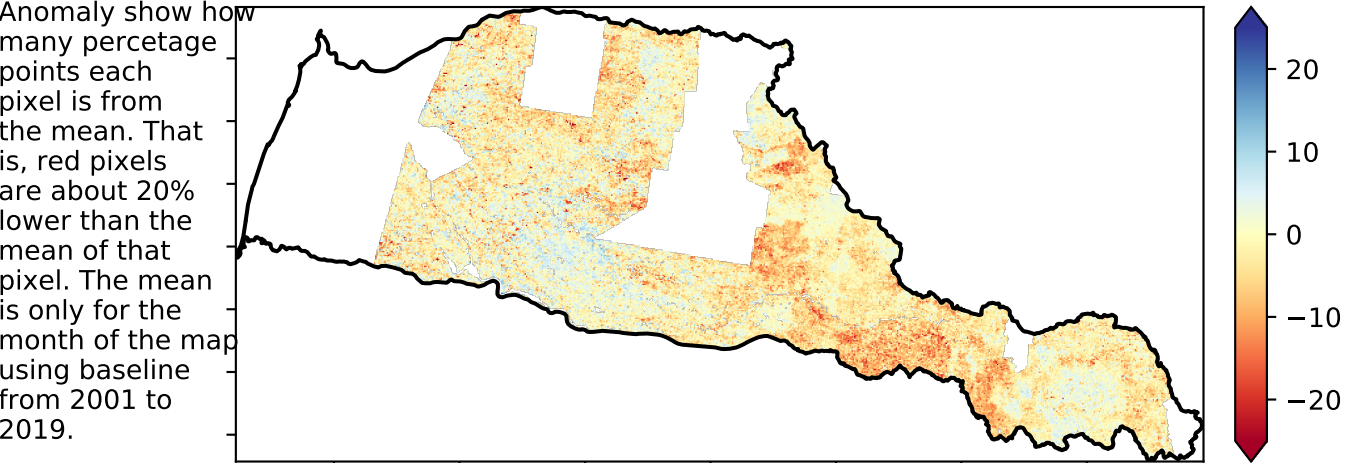 Anomaly show how
many percetage
points each
pixel is from
the mean. That
is, red pixels
are about 20%
lower than the
mean of that
pixel. The mean
is only for the
month of the map
using baseline
from 2001 to
2019.
20
10
0
−10
−20